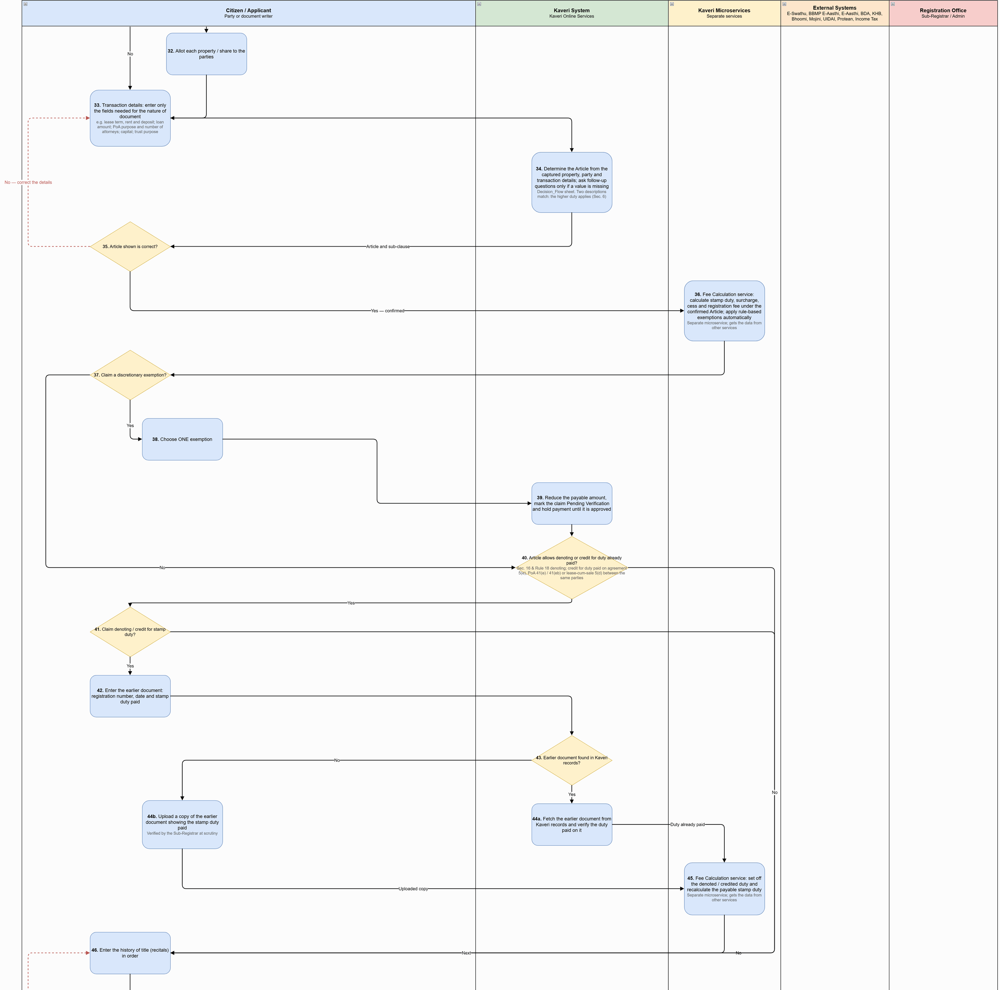 Citizen / Applicant
Party or document writer
Kaveri System
Kaveri Online Services
Kaveri Microservices
Separate services
External Systems
E-Swathu, BBMP E-Aasthi, E-Aasthi, BDA, KHB,
Bhoomi, Mojini, UIDAI, Protean, Income Tax
Registration Office
Sub-Registrar / Admin
No
32. Allot each property / share to the
parties
33. Transaction details: enter only
the fields needed for the nature of
document
e.g. lease term, rent and deposit; loan
amount; PoA purpose and number of
attorneys; capital; trust purpose
No — correct the details
34. Determine the Article from the
captured property, party and
transaction details; ask follow-up
questions only if a value is missing
Decision_Flow sheet. Two descriptions
match: the higher duty applies (Sec. 6)
35. Article shown is correct?
Article and sub-clause
Yes — confirmed
36. Fee Calculation service:
calculate stamp duty, surcharge,
cess and registration fee under the
confirmed Article; apply rule-based
exemptions automatically
Separate microservice; gets the data from
other services
37. Claim a discretionary exemption?
Yes
38. Choose ONE exemption
39. Reduce the payable amount,
mark the claim Pending Verification
and hold payment until it is approved
No
40. Article allows denoting or credit for duty already
paid?
Sec. 16 & Rule 18 denoting; credit for duty paid on agreement
5(e), PoA 41(e) / 41(eb) or lease-cum-sale 5(d) between the
same parties
Yes
41. Claim denoting / credit for stamp
duty?
Yes
42. Enter the earlier document:
registration number, date and stamp
duty paid
43. Earlier document found in Kaveri
records?
No
Yes
No
44b. Upload a copy of the earlier
document showing the stamp duty
paid
Verified by the Sub-Registrar at scrutiny
44a. Fetch the earlier document from
Kaveri records and verify the duty
paid on it
Duty already paid
45. Fee Calculation service: set off
the denoted / credited duty and
recalculate the payable stamp duty
Separate microservice; gets the data from
other services
Uploaded copy
46. Enter the history of title (recitals)
in order
Next
No